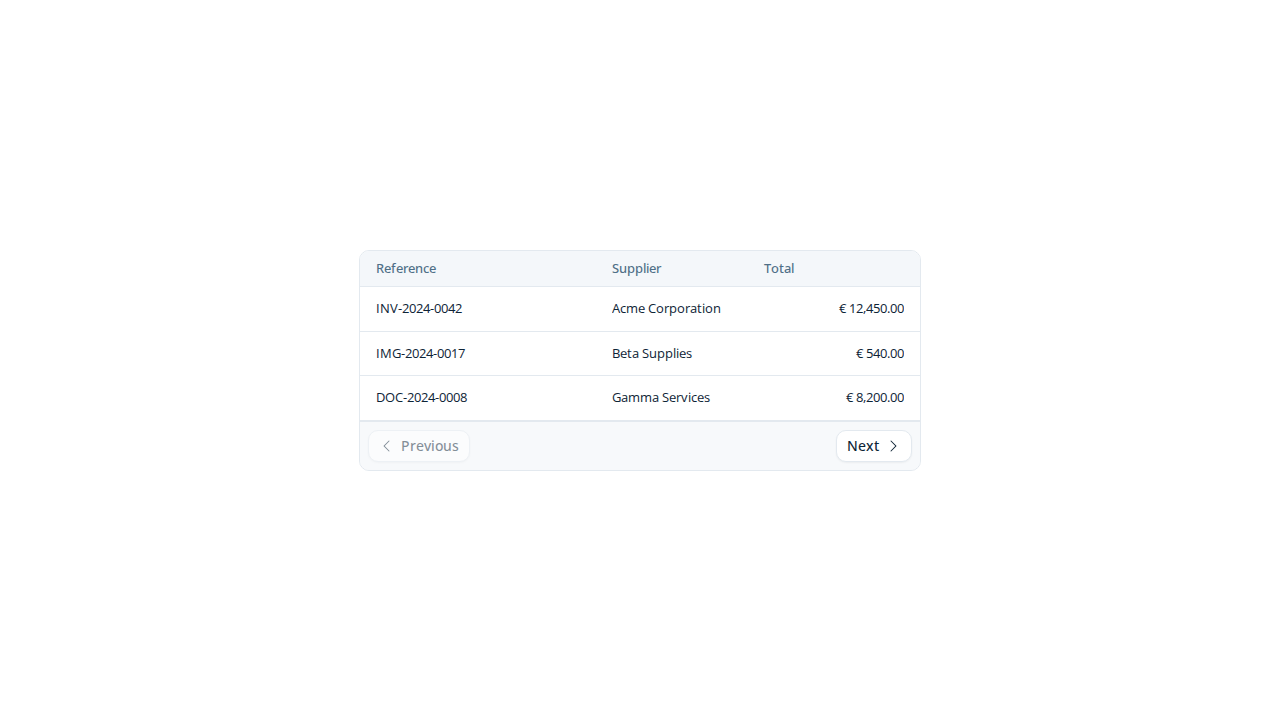 Reference Supplier Total
INV-2024-0042 Acme Corporation € 12,450.00
IMG-2024-0017 Beta Supplies € 540.00
DOC-2024-0008 Gamma Services € 8,200.00
Previous Next